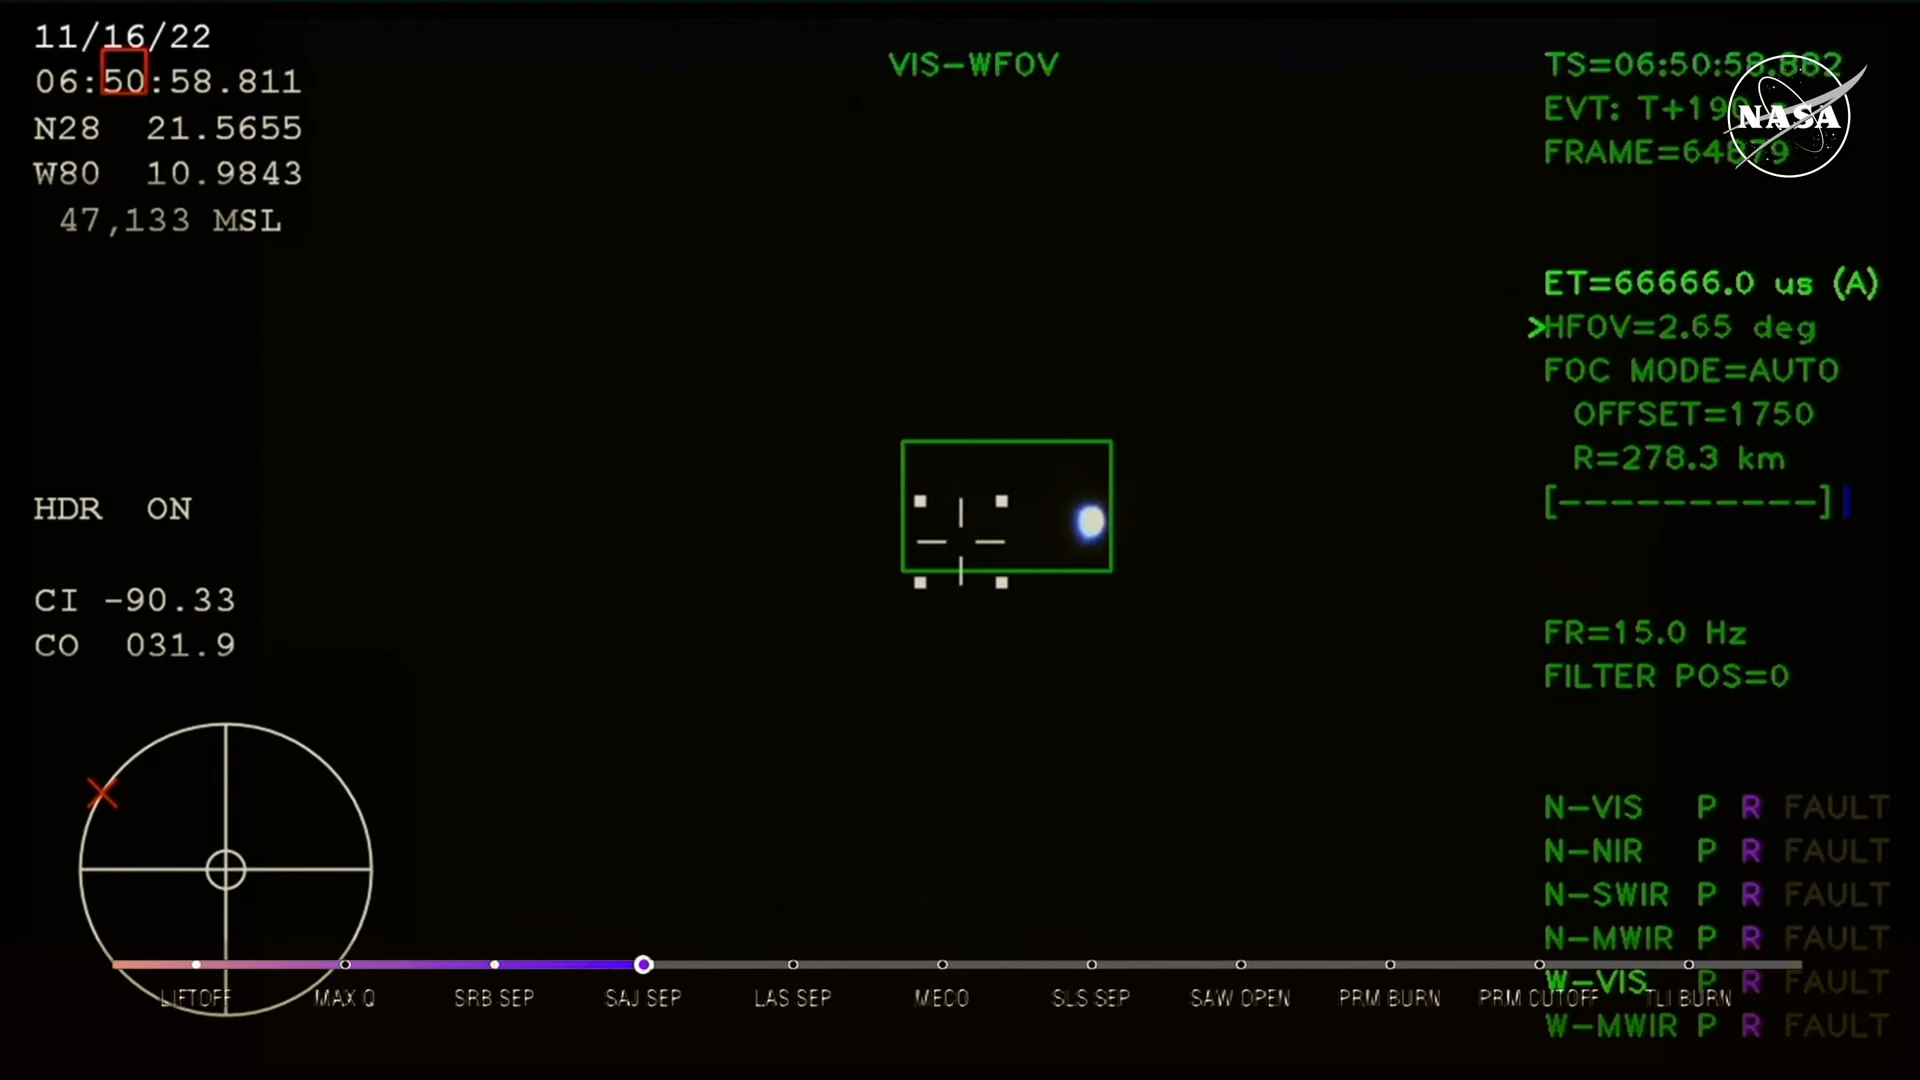 11/16/22
06:50:58.811
N28 21.5655
W80 10.9843
47,133 MSL
HDR ON
CI -90.33
CO 031.9
VIS-WFOV
TS=06:50:58.882
EVT: T+190
FRAME=64879
NASA
ET=66666.0 us (A)
>HFOV=2.65 deg
FOC MODE=AUTO
OFFSET=1750
R=278.3 km
[----------]
FR=15.0 Hz
FILTER POS=0
N-VIS P R FAULT
N-NIR P R FAULT
N-SWIR P R FAULT
N-MWIR P R FAULT
W-VIS P R FAULT
W-MWIR P R FAULT
LIFTOFF MAX Q SRB SEP SAJ SEP LAS SEP MECO SLS SEP SAW OPEN PRM BURN PRM CUTOFF TLI BURN